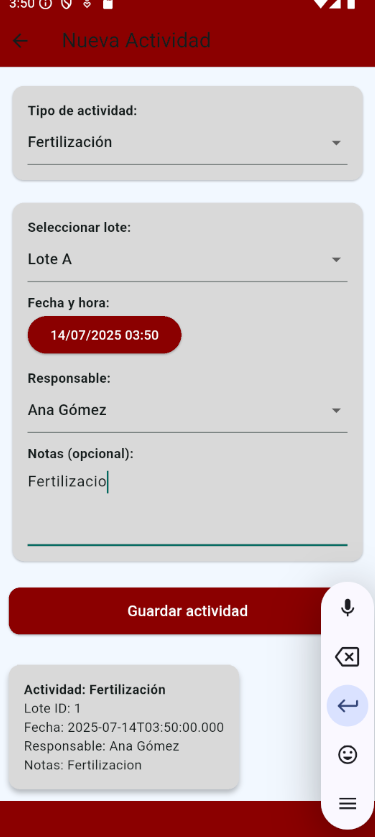 3:50
Nueva Actividad
Tipo de actividad:
Fertilización
Seleccionar lote:
Lote A
Fecha y hora:
14/07/2025 03:50
Responsable:
Ana Gómez
Notas (opcional):
Fertilizacio
Guardar actividad
Actividad: Fertilización
Lote ID: 1
Fecha: 2025-07-14T03:50:00.000
Responsable: Ana Gómez
Notas: Fertilizacion